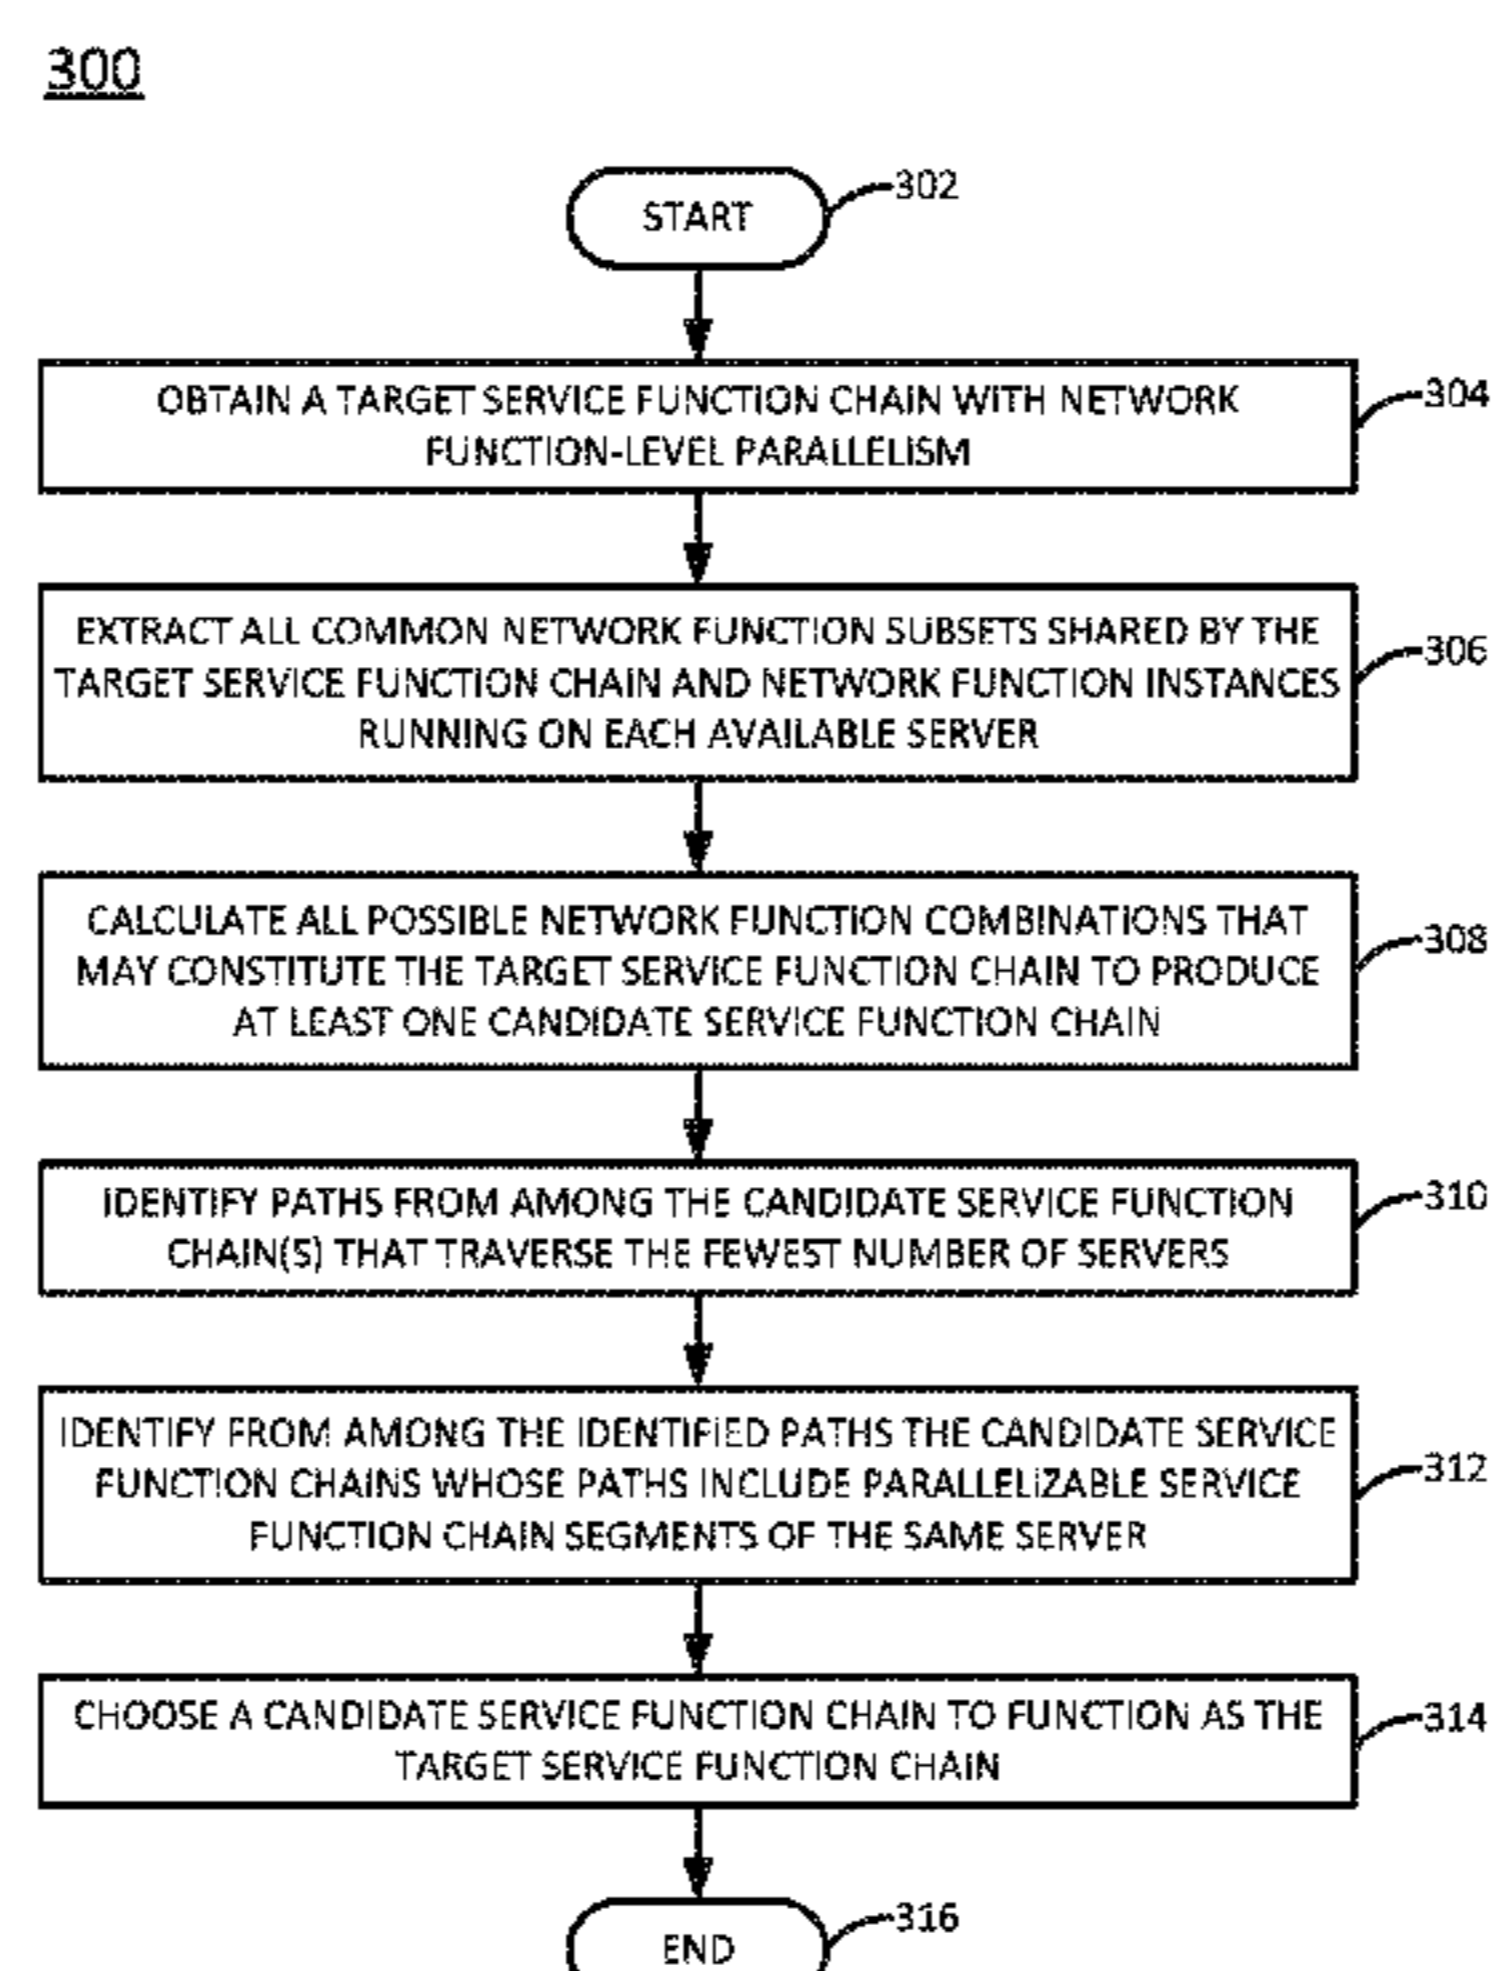 300
START
302
OBTAIN A TARGET SERVICE FUNCTION CHAIN WITH NETWORK
FUNCTION-LEVEL PARALLELISM
304
EXTRACT ALL COMMON NETWORK FUNCTION SUBSETS SHARED BY THE
TARGET SERVICE FUNCTION CHAIN AND NETWORK FUNCTION INSTANCES
RUNNING ON EACH AVAILABLE SERVER
306
CALCULATE ALL POSSIBLE NETWORK FUNCTION COMBINATIONS THAT
MAY CONSTITUTE THE TARGET SERVICE FUNCTION CHAIN TO PRODUCE
AT LEAST ONE CANDIDATE SERVICE FUNCTION CHAIN
308
IDENTIFY PATHS FROM AMONG THE CANDIDATE SERVICE FUNCTION
CHAIN(S) THAT TRAVERSE THE FEWEST NUMBER OF SERVERS
310
IDENTIFY FROM AMONG THE IDENTIFIED PATHS THE CANDIDATE SERVICE
FUNCTION CHAINS WHOSE PATHS INCLUDE PARALLELIZABLE SERVICE
FUNCTION CHAIN SEGMENTS OF THE SAME SERVER
312
CHOOSE A CANDIDATE SERVICE FUNCTION CHAIN TO FUNCTION AS THE
TARGET SERVICE FUNCTION CHAIN
314
END
316